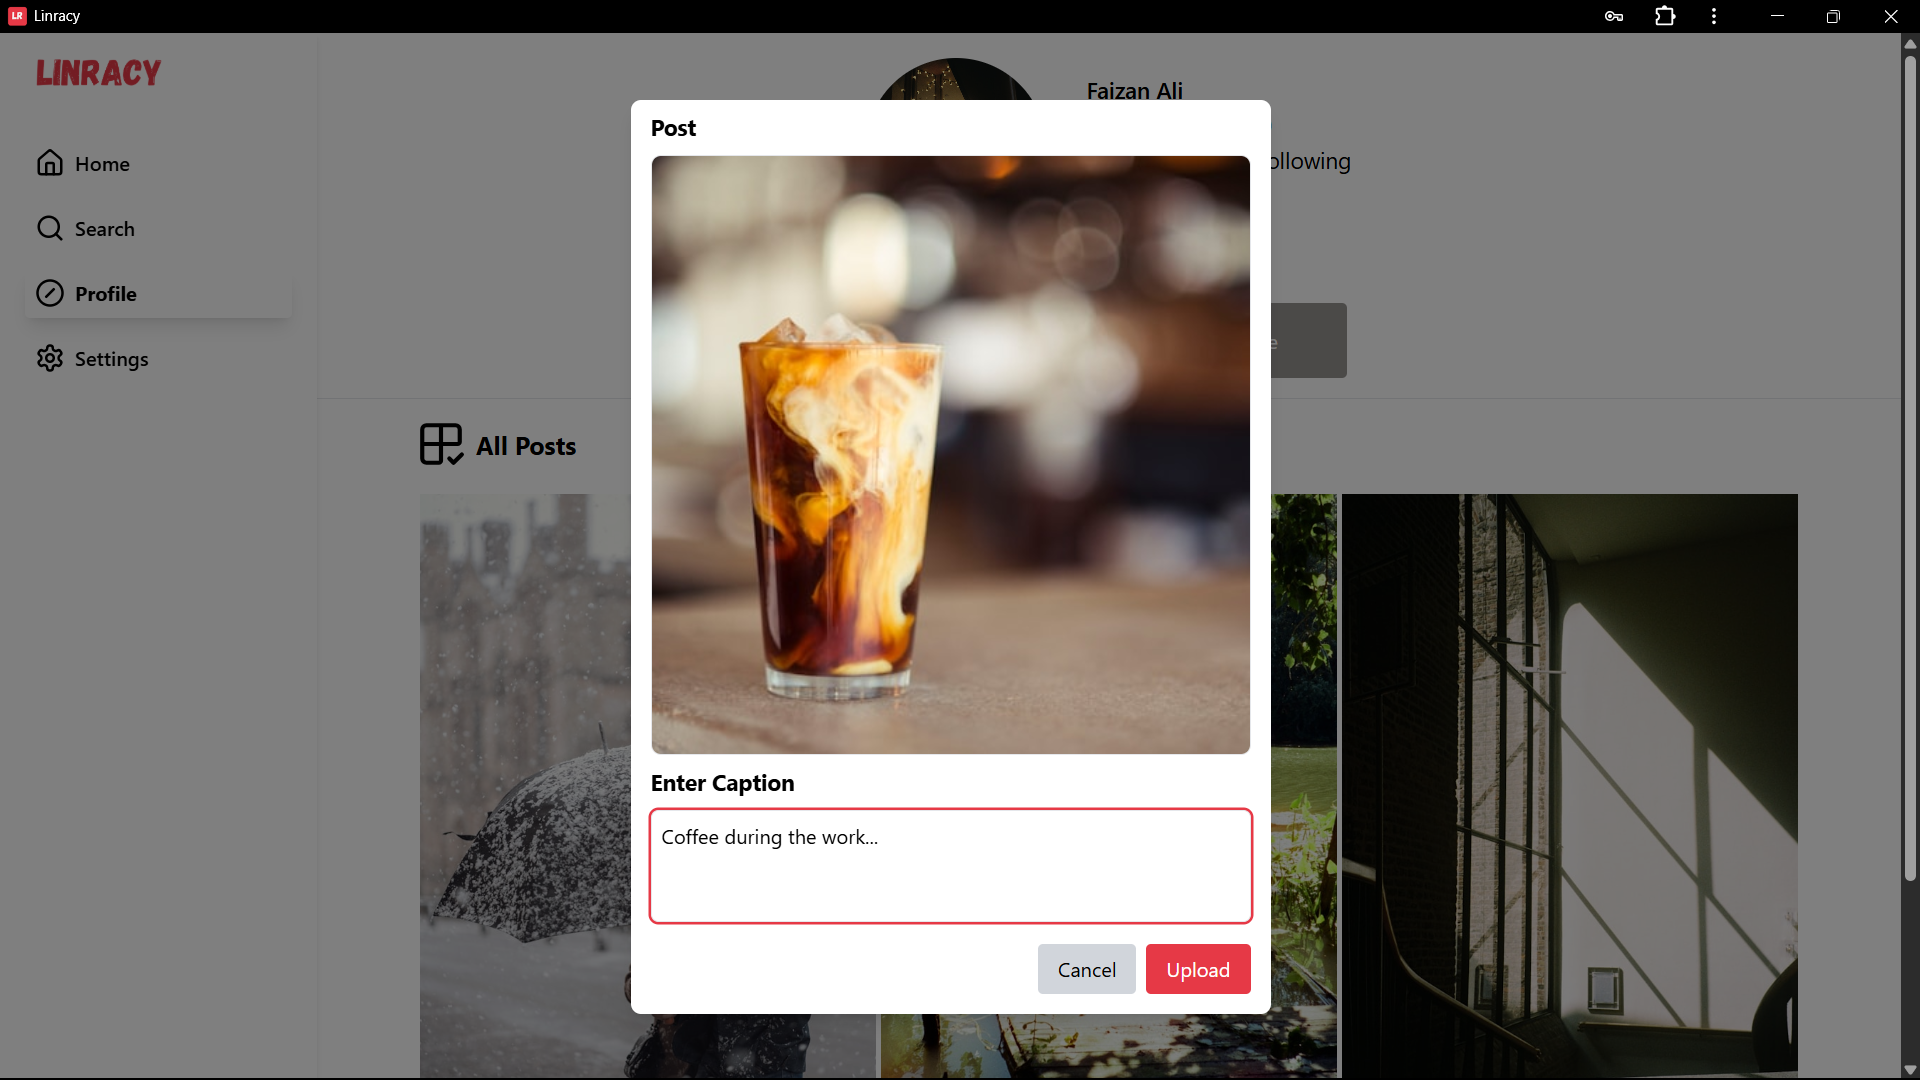 LR Linracy
LINRACY
Home
Search
Profile
Settings
Faizan Ali
All Posts
Post
Enter Caption
Coffee during the work...
Cancel
Upload